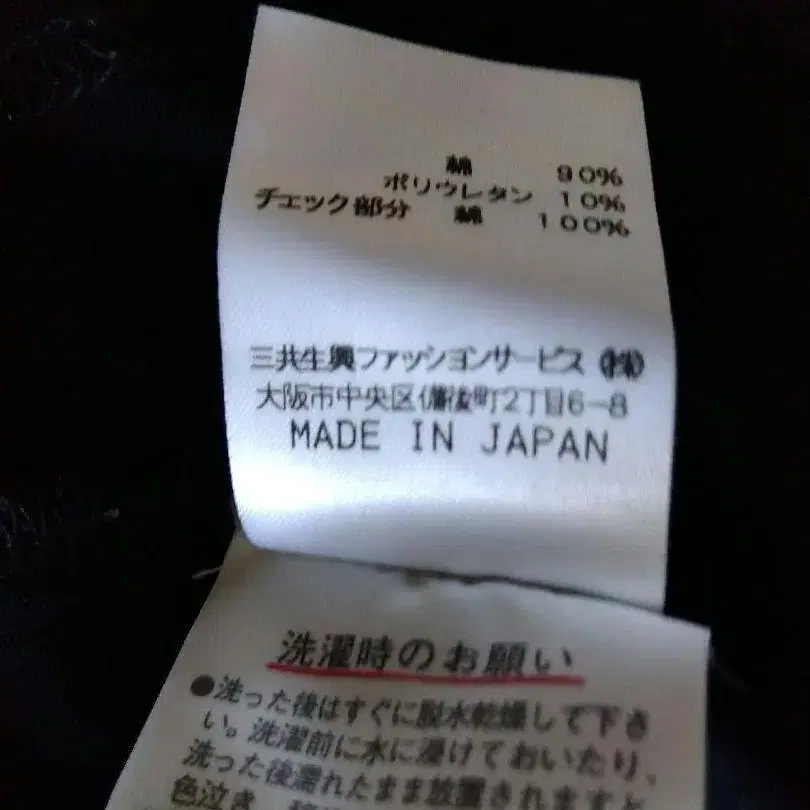 綿 90%
ポリウレタン 10%
チェック部分 綿 100%
三共生興ファッションサービス ㈱
大阪市中央区備後町2丁目6-8
MADE IN JAPAN
洗濯時のお願い
●洗った後はすぐに脱水乾燥して下さ
い。洗濯前に水に浸けておいたり、
洗った後濡れたまま放置されますと
色泣き、